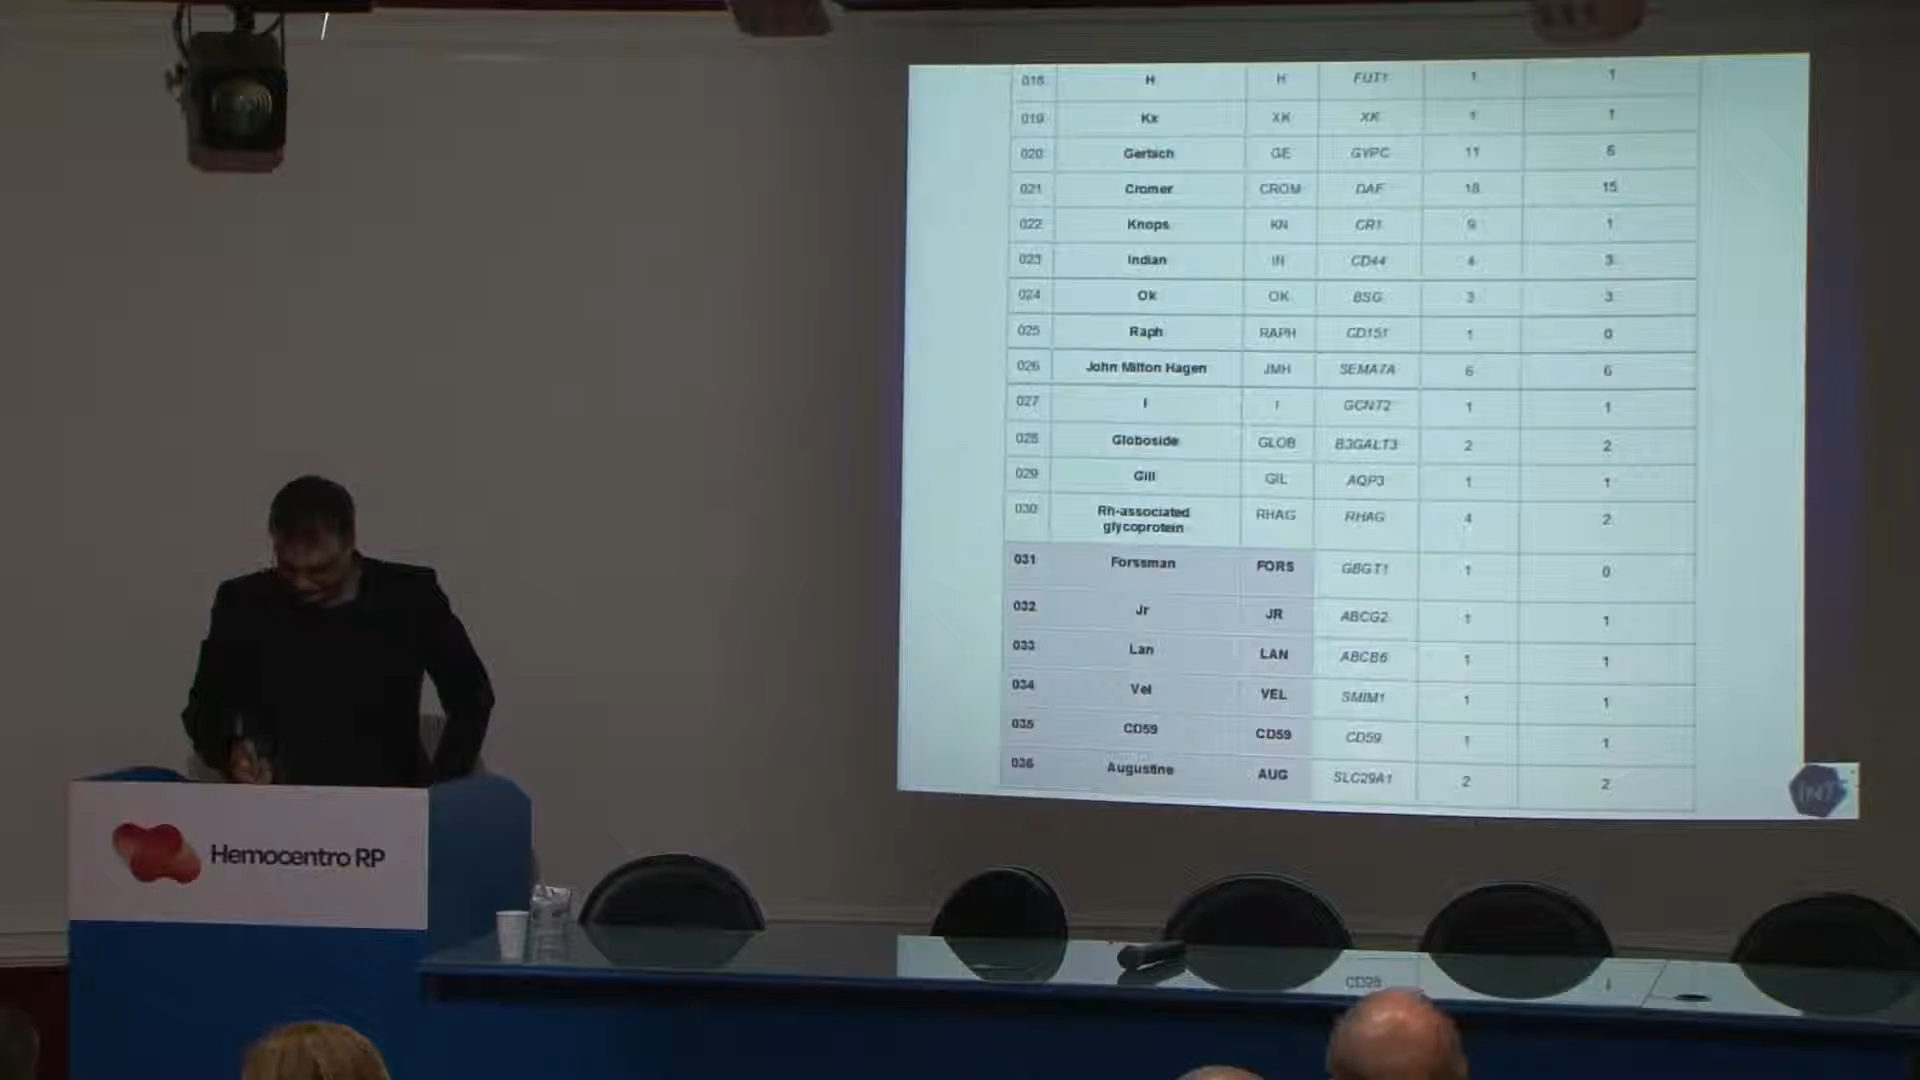 018 H H FUT1 1 1
019 Kx XK XK 1 1
020 Gerbich GE GYPC 11 6
021 Cromer CROM DAF 18 15
022 Knops KN CR1 9 1
023 Indian IN CD44 4 3
024 Ok OK BSG 3 3
025 Raph RAPH CD151 1 0
026 John Milton Hagen JMH SEMA7A 6 6
027 I I GCNT2 1 1
028 Globoside GLOB B3GALT3 2 2
029 Gill GIL AQP3 1 1
030 Rh-associated RHAG RHAG 4 2
glycoprotein
031 Forssman FORS GBGT1 1 0
032 Jr JR ABCG2 1 1
033 Lan LAN ABCB6 1 1
034 Vel VEL SMIM1 1 1
035 CD59 CD59 CD59 1 1
036 Augustine AUG SLC29A1 2 2
Hemocentro RP